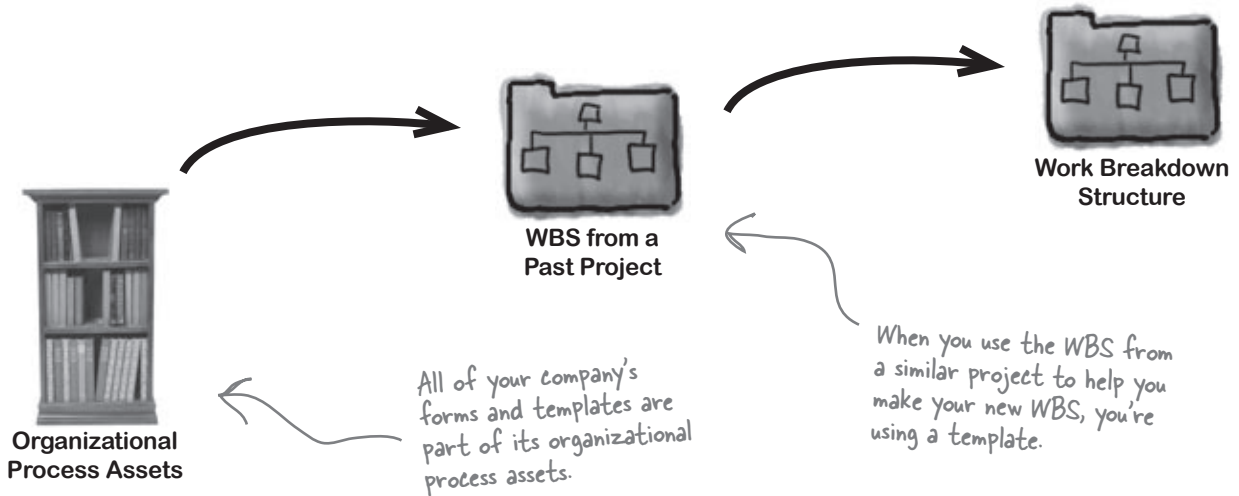 Work Breakdown
Structure
WBS from a
Past Project
Organizational
Process Assets
All of your company's
forms and templates are
part of its organizational
process assets.
When you use the WBS from
a similar project to help you
make your new WBS, you're
using a template.